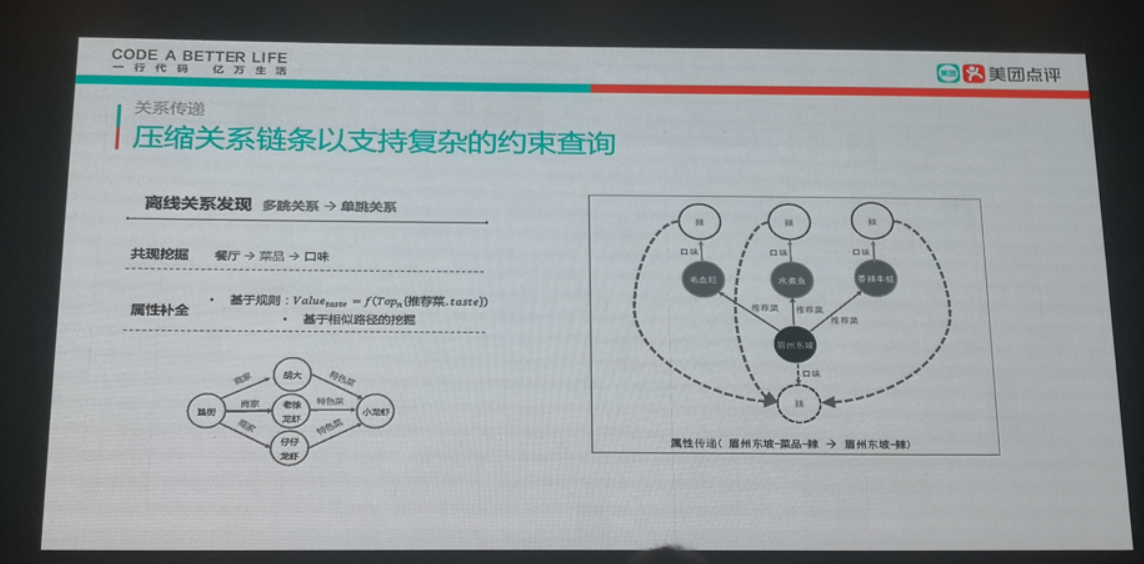 CODE A BETTER LIFE
一行代码 亿万生活
美团 美团点评
关系传递
压缩关系链条以支持复杂的约束查询
离线关系发现 多跳关系 → 单跳关系
共现挖掘 餐厅 → 菜品 → 口味
属性补全
• 基于规则：Value_taste = f(Top_n(推荐菜.taste))
• 基于相似路径的挖掘
商家
商家
商家
簋街
胡大
老徐
龙虾
仔仔
龙虾
特色菜
特色菜
特色菜
小龙虾
辣
辣
辣
口味
口味
口味
毛血旺
水煮鱼
香辣牛蛙
推荐菜
推荐菜
推荐菜
眉州东坡
口味
辣
属性传递（ 眉州东坡-菜品-辣 → 眉州东坡-辣）